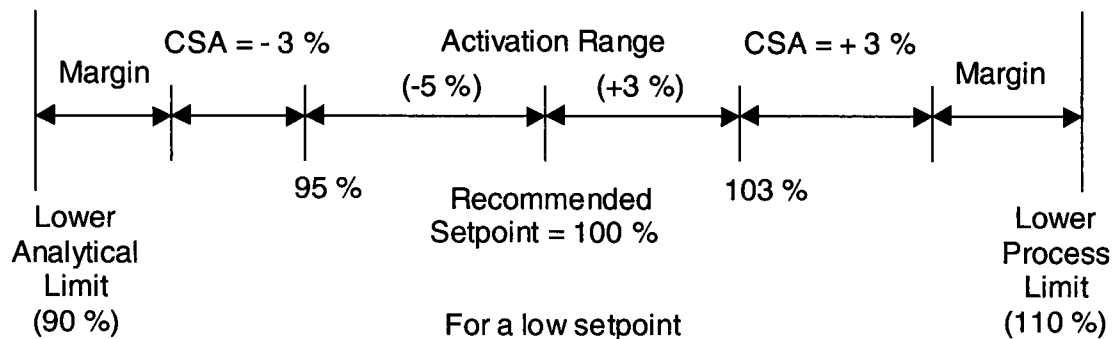 CSA = - 3 %
Activation Range
CSA = + 3 %
Margin
(-5 %)
(+3 %)
Margin
95 %
Recommended
Setpoint = 100 %
103 %
Lower
Analytical
Limit
(90 %)
Lower
Process
Limit
(110 %)
For a low setpoint